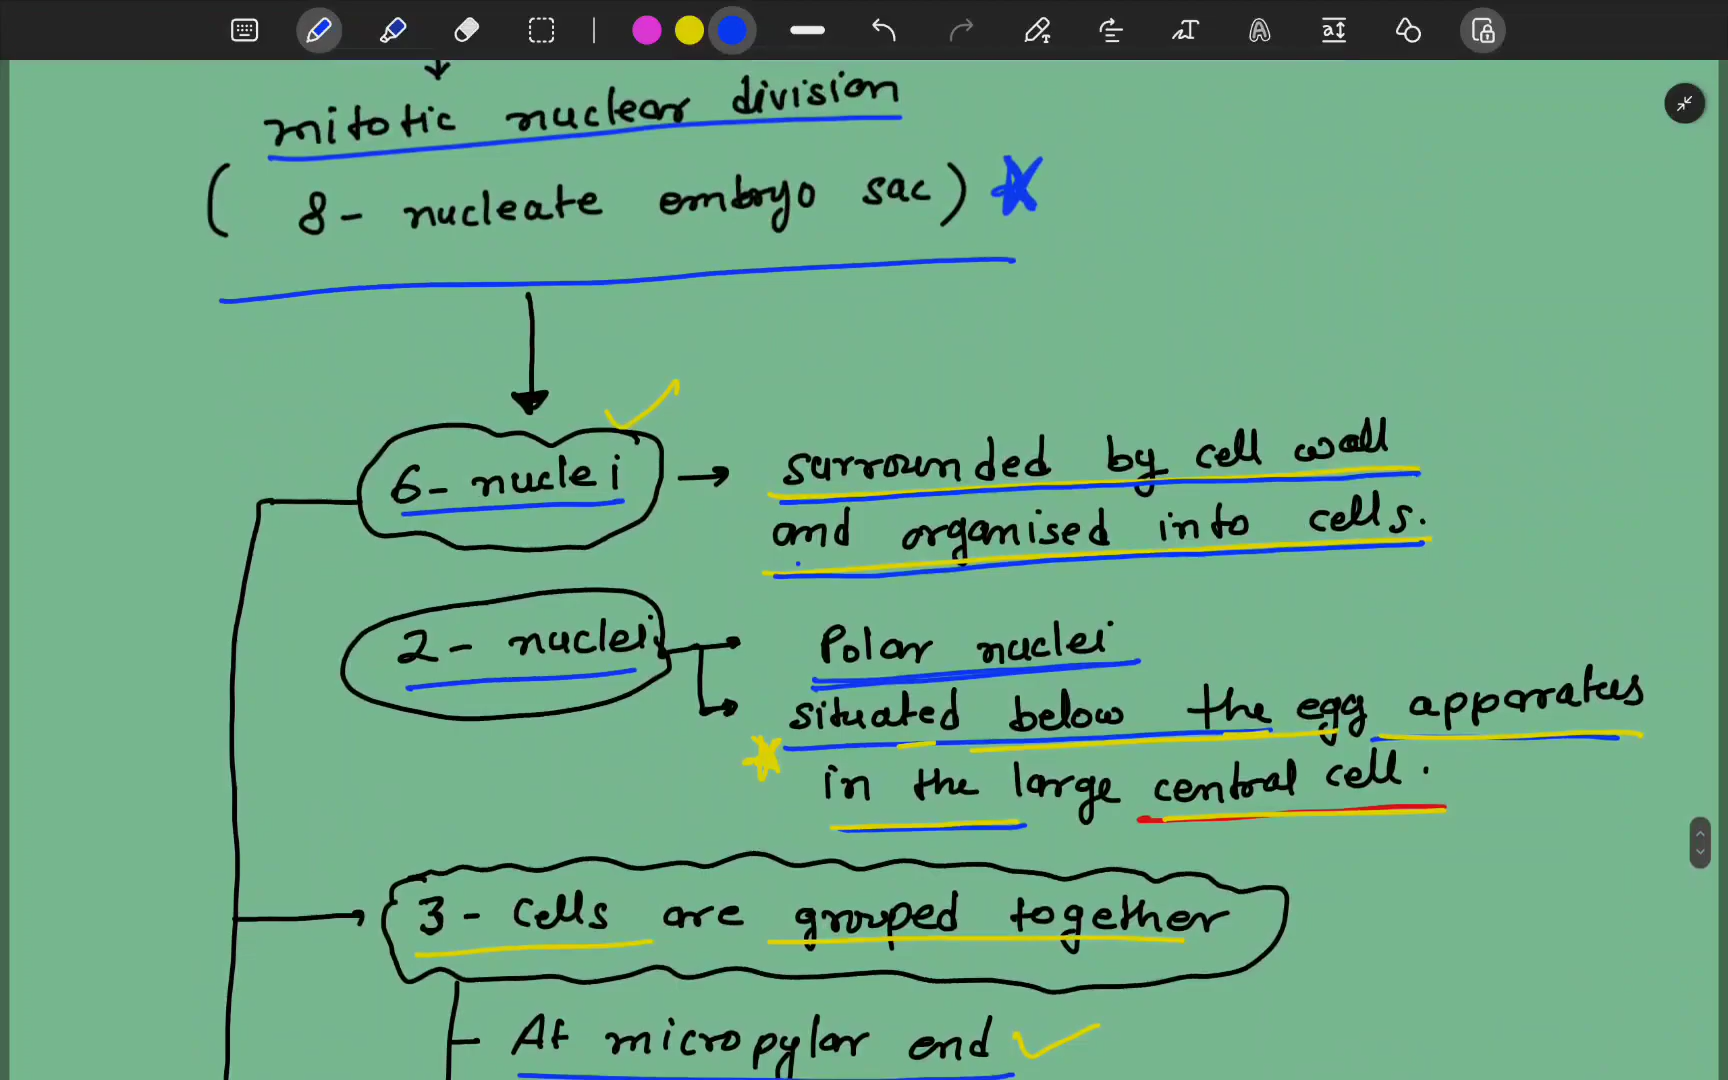 mitotic nuclear division
( 8- nucleate embryo sac)
6- nuclei → surrounded by cell wall
and organised into cells.
2- nuclei → Polar nuclei
situated below the egg apparatus
in the large central cell.
3- cells are grouped together
- At micropylar end